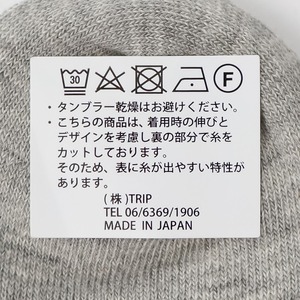 30 F
・タンブラー乾燥はお避けください。
・こちらの商品は、着用時の伸びと
デザインを考慮し裏の部分で糸を
カットしております。
そのため、表に糸が出やすい特性が
あります。
(株)TRIP
TEL 06/6369/1906
MADE IN JAPAN